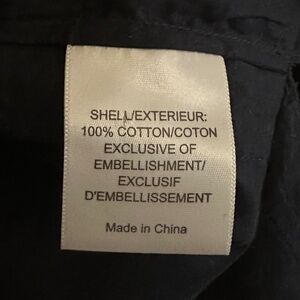 SHELL/EXTERIEUR:
100% COTTON/COTON
EXCLUSIVE OF
EMBELLISHMENT/
EXCLUSIF
D'EMBELLISSEMENT
Made in China